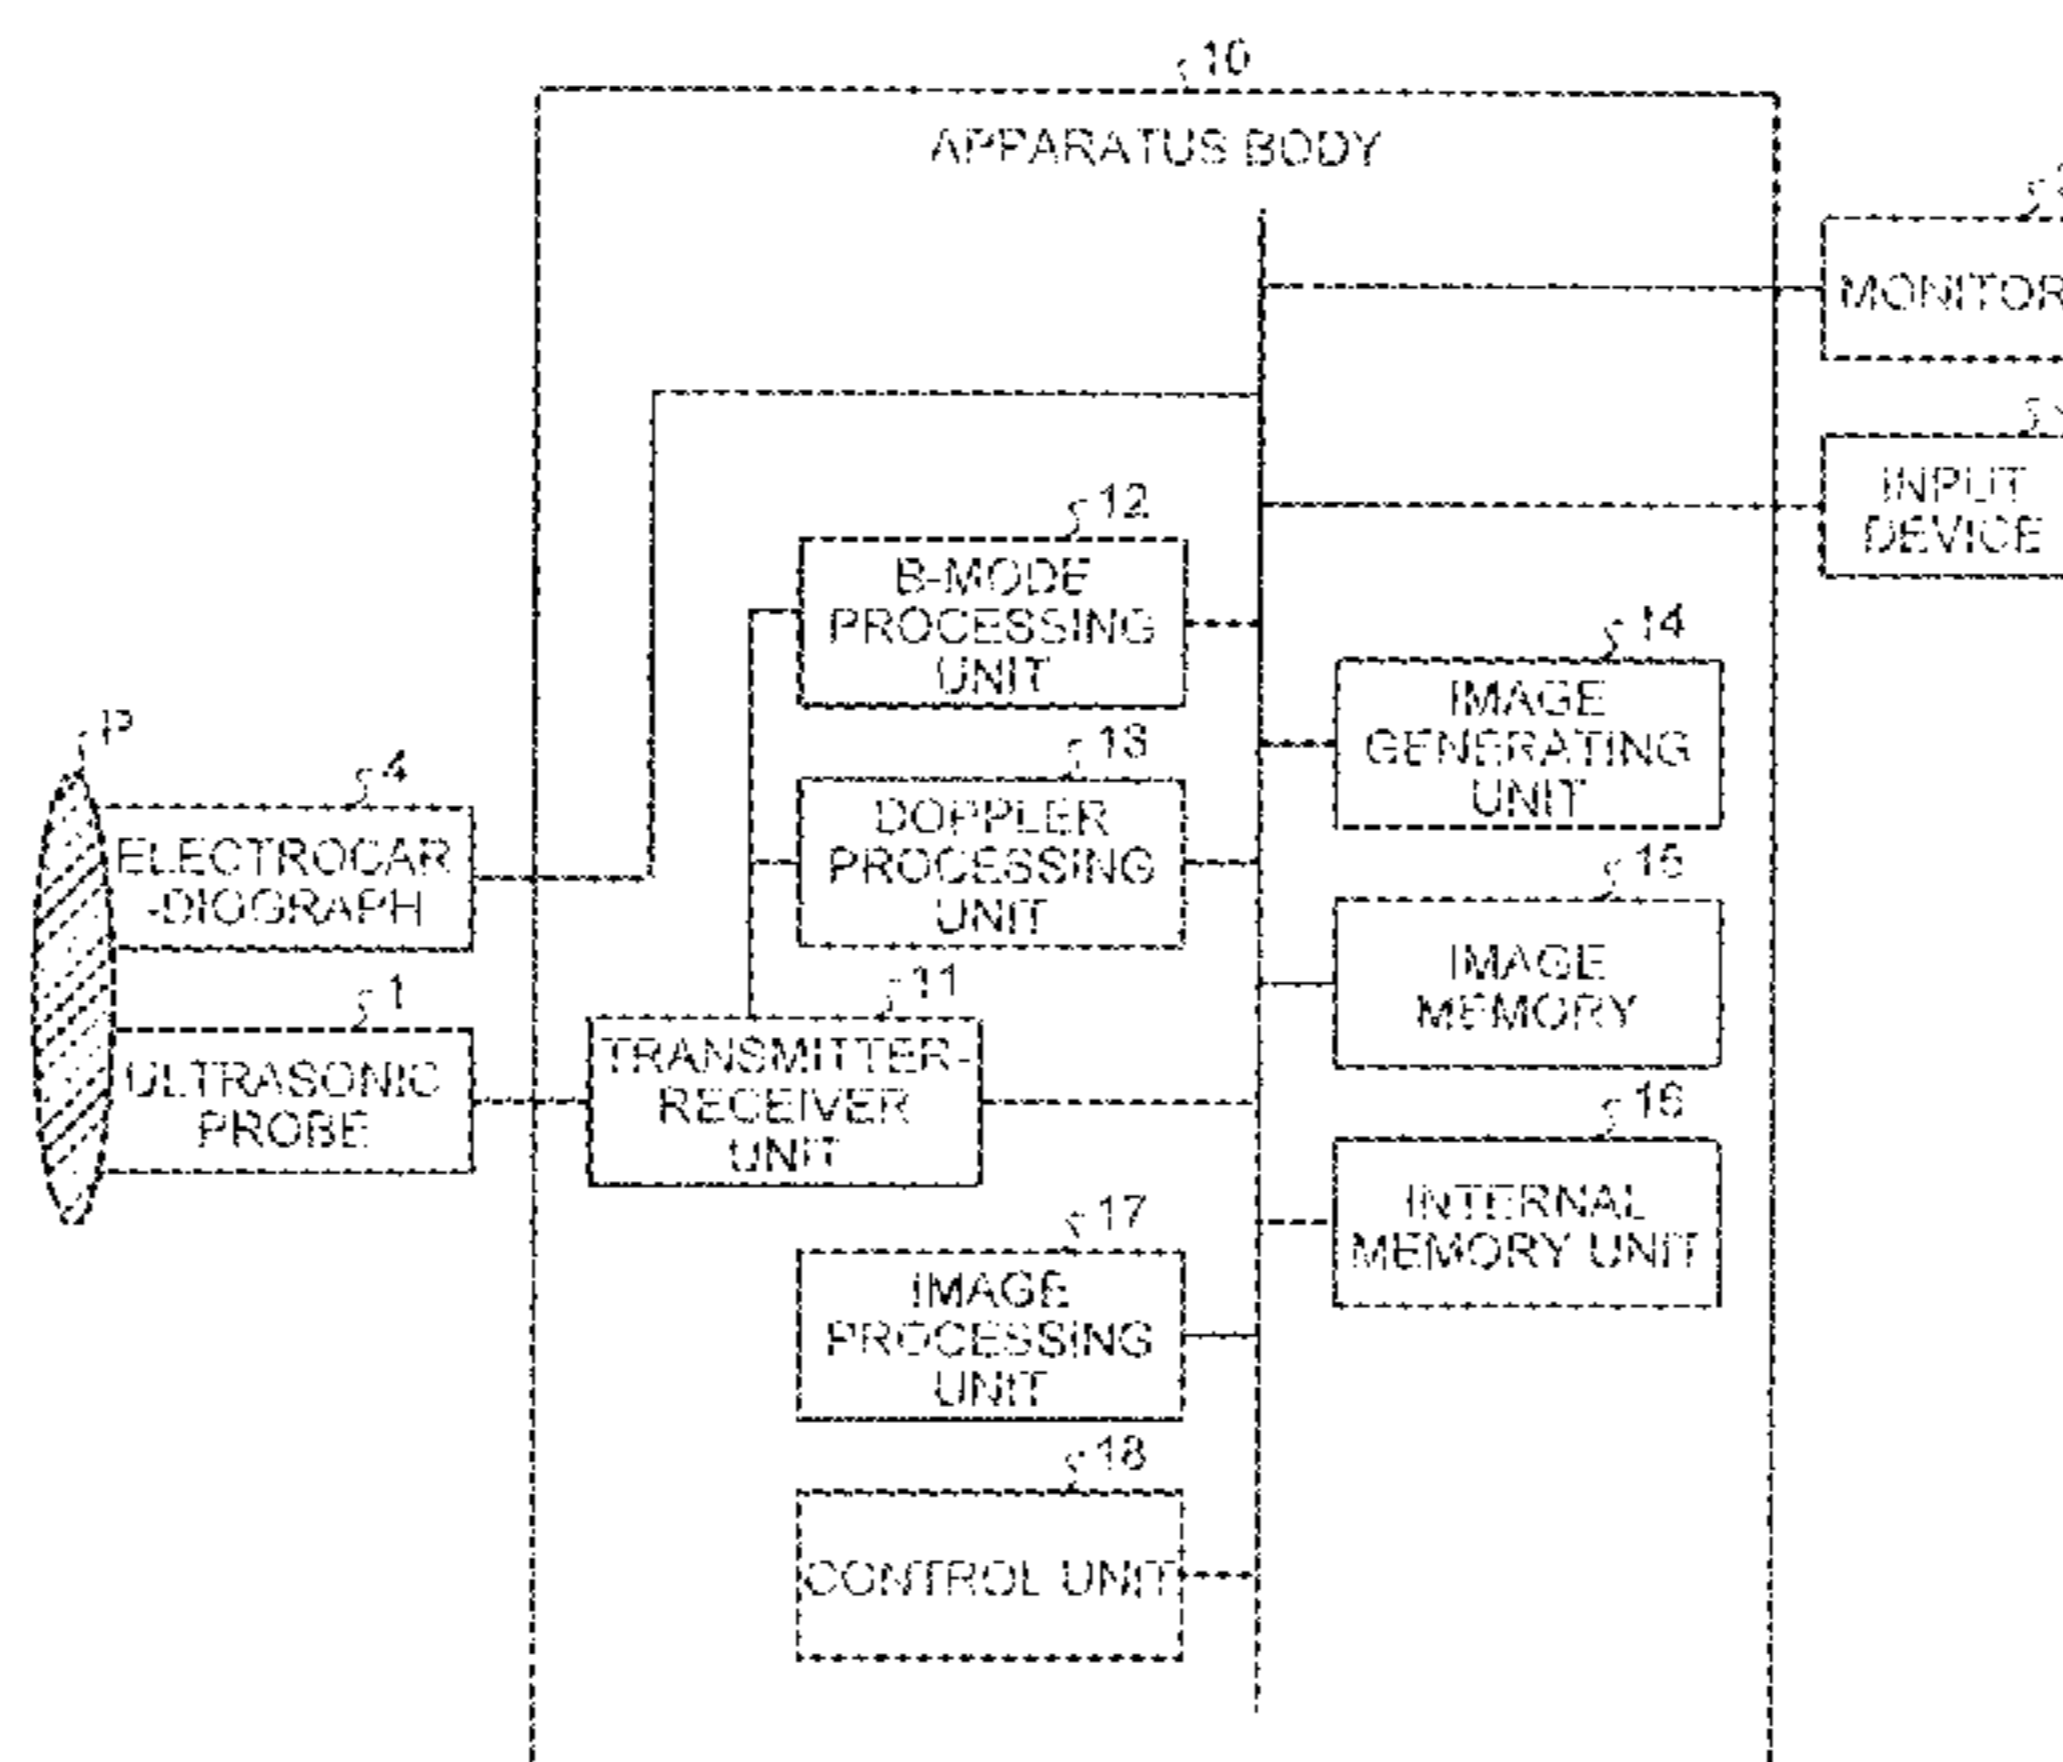 10
APPARATUS BODY
MONITOR
INPUT
DEVICE
12
B-MODE
PROCESSING
UNIT
14
IMAGE
GENERATING
UNIT
P
4
ELECTROCAR
-DIOGRAPH
13
DOPPLER
PROCESSING
UNIT
15
IMAGE
MEMORY
1
ULTRASONIC
PROBE
11
TRANSMITTER-
RECEIVER
UNIT
16
INTERNAL
MEMORY UNIT
17
IMAGE
PROCESSING
UNIT
18
CONTROL UNIT